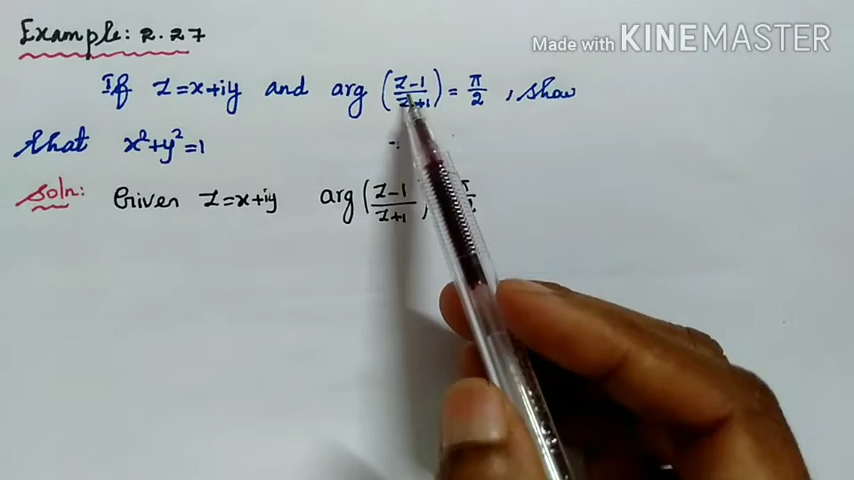 Made with KINEMASTER
Example: 2.27
If z=x+iy and arg (z-1/z+1) = π/2, show
that x²+y²=1
Soln: Given z=x+iy arg (z-1/z+1)